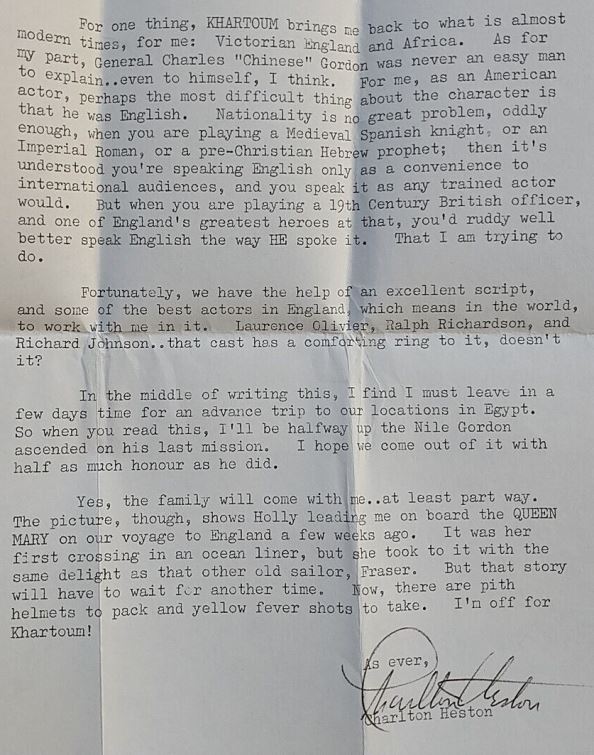 For one thing, KHARTOUM brings me back to what is almost
modern times, for me: Victorian England and Africa. As for
my part, General Charles "Chinese" Gordon was never an easy man
to explain..even to himself, I think. For me, as an American
actor, perhaps the most difficult thing about the character is
that he was English. Nationality is no great problem, oddly
enough, when you are playing a Medieval Spanish knight, or an
Imperial Roman, or a pre-Christian Hebrew prophet; then it's
understood you're speaking English only as a convenience to
international audiences, and you speak it as any trained actor
would. But when you are playing a 19th Century British officer,
and one of England's greatest heroes at that, you'd ruddy well
better speak English the way HE spoke it. That I am trying to
do.
Fortunately, we have the help of an excellent script,
and some of the best actors in England, which means in the world,
to work with me in it. Laurence Olivier, Ralph Richardson, and
Richard Johnson..that cast has a comforting ring to it, doesn't
it?
In the middle of writing this, I find I must leave in a
few days time for an advance trip to our locations in Egypt.
So when you read this, I'll be halfway up the Nile Gordon
ascended on his last mission. I hope we come out of it with
half as much honour as he did.
Yes, the family will come with me..at least part way.
The picture, though, shows Holly leading me on board the QUEEN
MARY on our voyage to England a few weeks ago. It was her
first crossing in an ocean liner, but she took to it with the
same delight as that other old sailor, Fraser. But that story
will have to wait for another time. Now, there are pith
helmets to pack and yellow fever shots to take. I'm off for
Khartoum!
As ever,
Charlton Heston
Charlton Heston